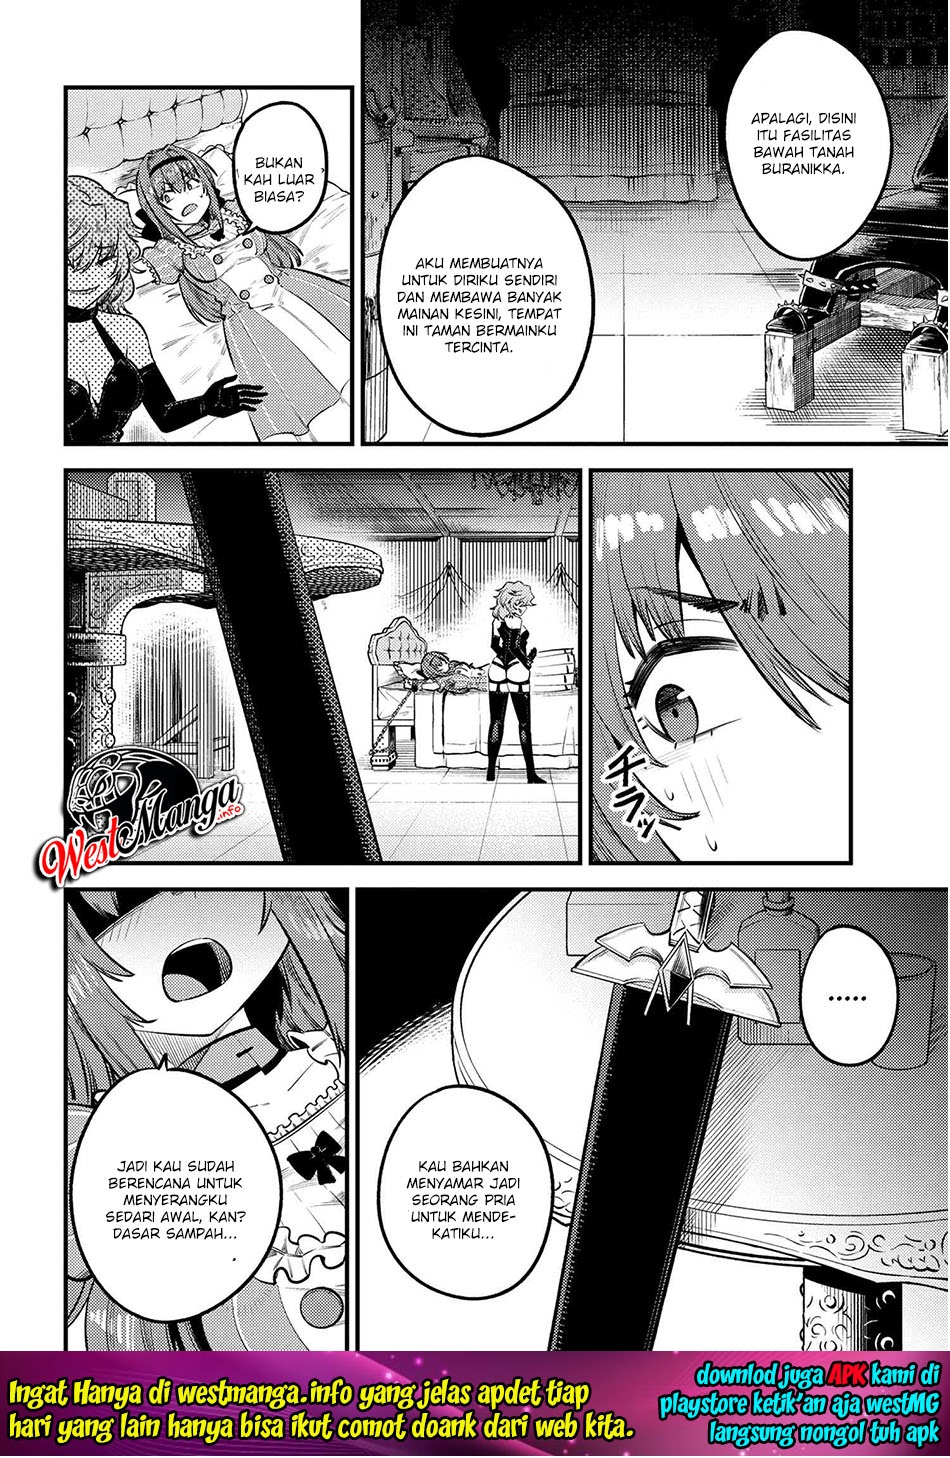 APALAGI, DISINI
ITU FASILITAS
BAWAH TANAH
BURANIKKA.
AKU MEMBUATNYA
UNTUK DIRIKU SENDIRI
DAN MEMBAWA BANYAK
MAINAN KESINI, TEMPAT
INI TAMAN BERMAINKU
TERCINTA.
BUKAN
KAH LUAR
BIASA?
チラッ
WestManga
.info
.....
KAU BAHKAN
MENYAMAR JADI
SEORANG PRIA
UNTUK MENDE-
KATIKU...
JADI KAU SUDAH
BERENCANA UNTUK
MENYERANGKU
SEDARI AWAL, KAN?
DASAR SAMPAH...
Ingat Hanya di westmanga.info yang jelas apdet tiap
hari yang lain hanya bisa ikut comot doank dari web kita.
downlod juga APK kami di
playstore ketik'an aja westMG
langsung nongol tuh apk